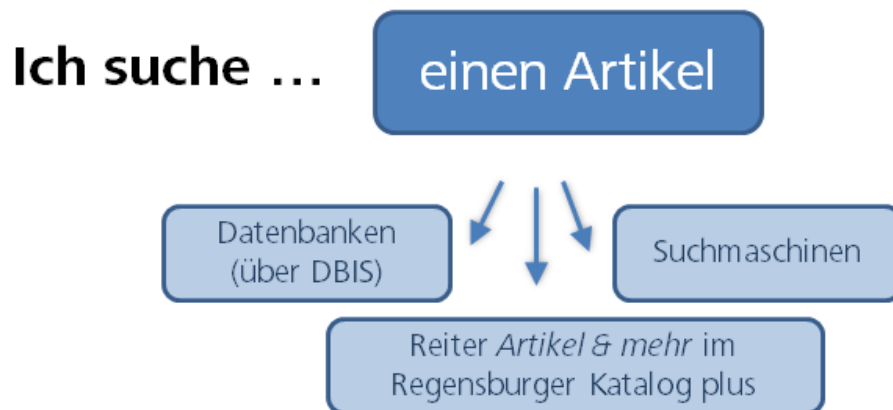 Ich suche …
einen Artikel
Datenbanken
(über DBIS)
Suchmaschinen
Reiter Artikel & mehr im
Regensburger Katalog plus